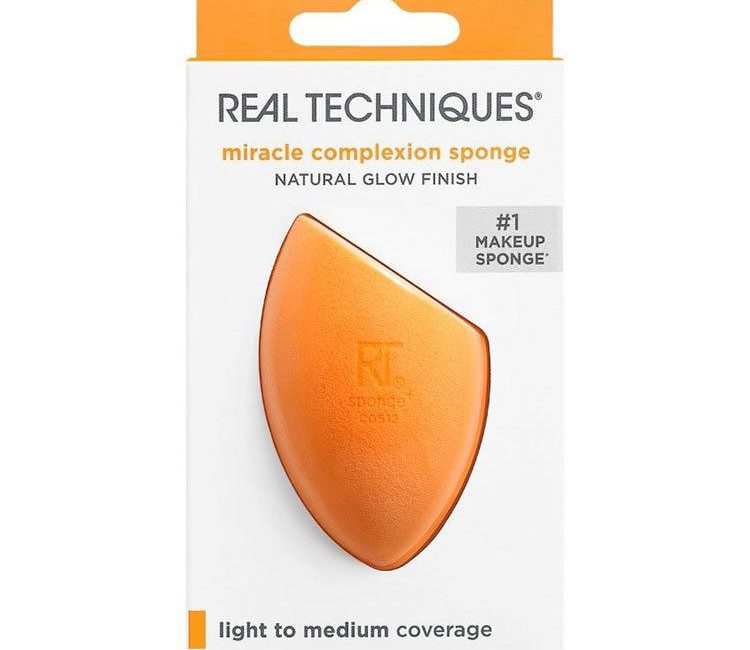 REAL TECHNIQUES®
miracle complexion sponge
NATURAL GLOW FINISH
#1
MAKEUP
SPONGE*
RT®
sponge+
light to medium coverage